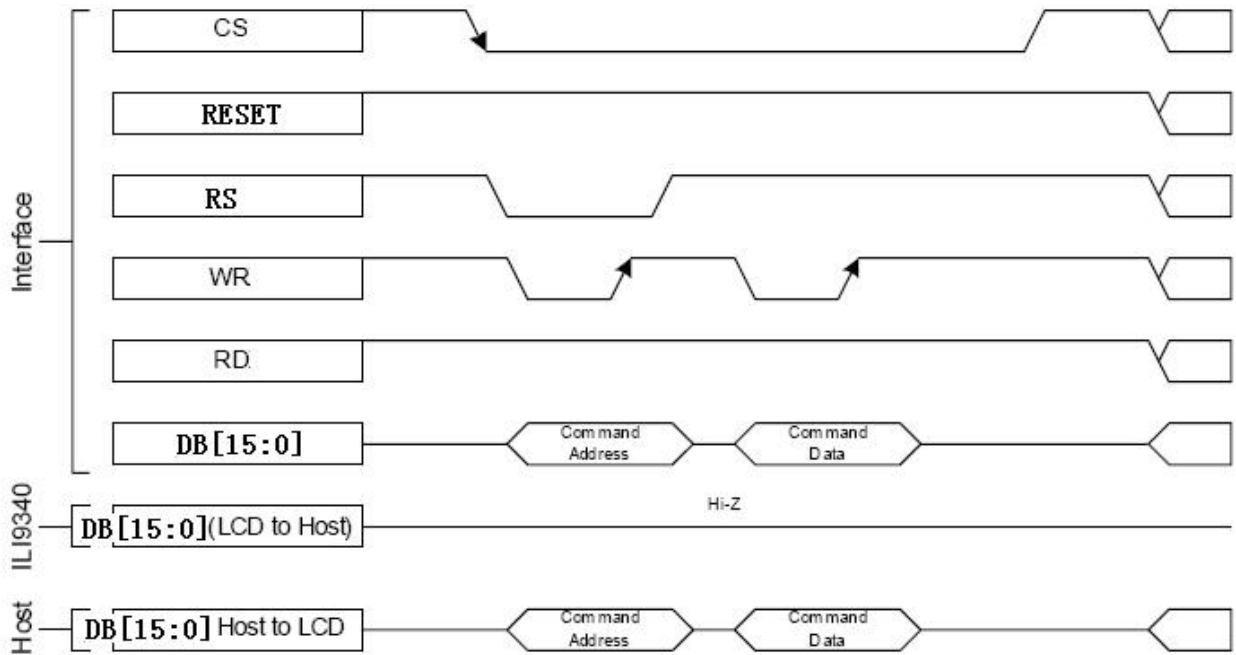 Interface
CS
RESET
RS
WR
RD
DB[15:0]
Command
Address
Command
Data
ILI9340
DB[15:0](LCD to Host)
Hi-Z
Host
DB[15:0] Host to LCD
Command
Address
Command
Data